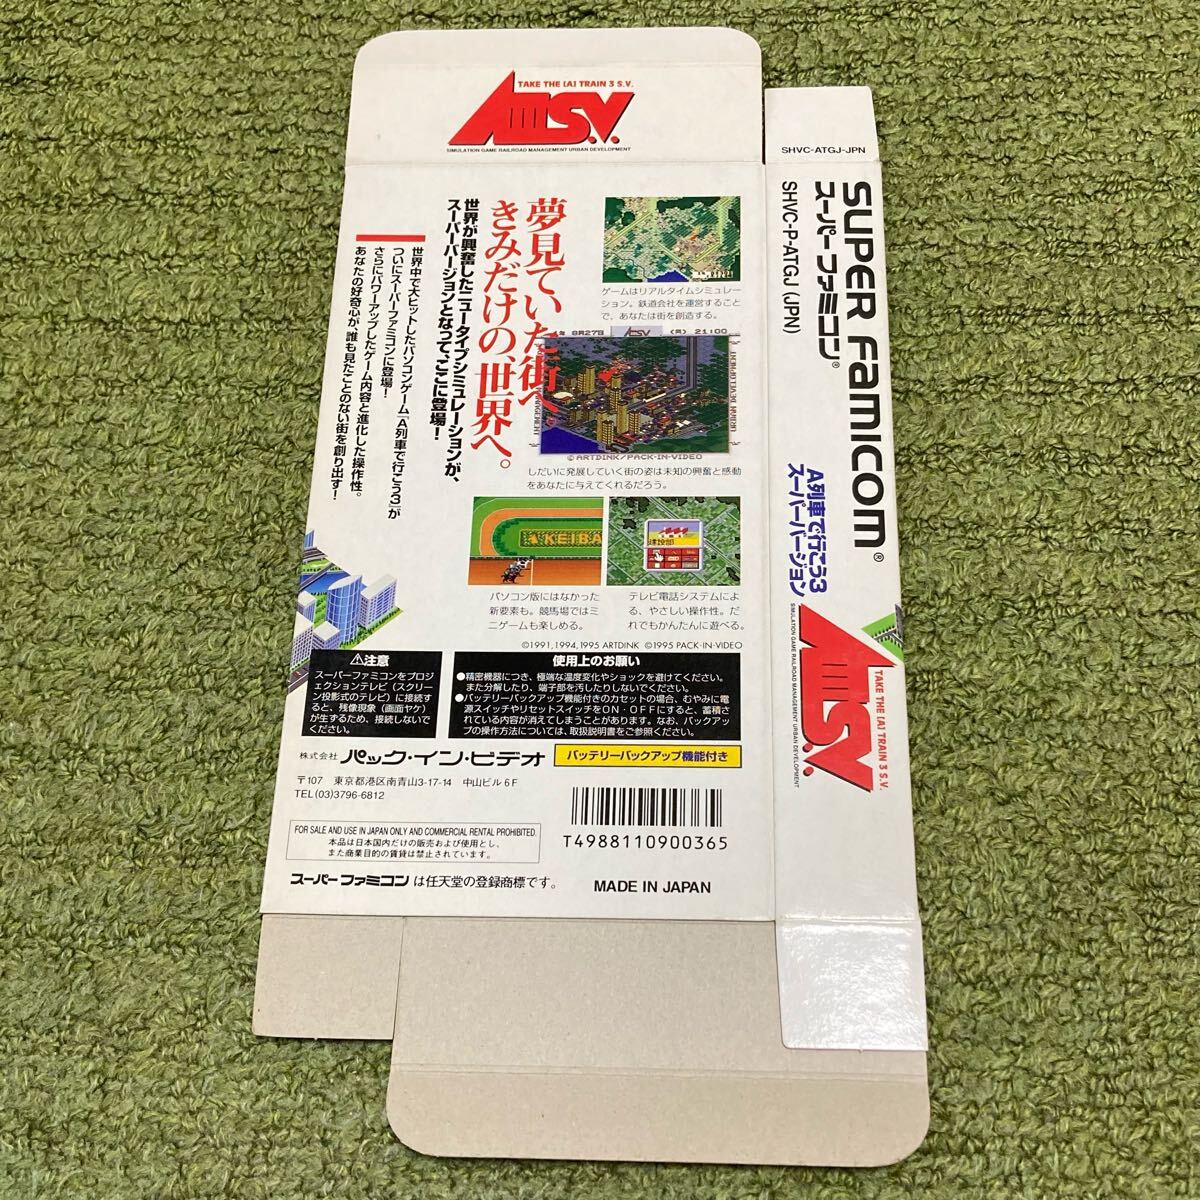 TAKE THE [A] TRAIN 3 S.V.
AIII S.V.
SIMULATION GAME RAILROAD MANAGEMENT URBAN DEVELOPMENT
夢見ていた街へ。
きみだけの、世界へ。
世界が興奮したニュータイプシミュレーションが、
スーパーバージョンとなって、ここに登場!
世界中で大ヒットしたパソコンゲーム『A列車で行こう3』が
ついにスーパーファミコンに登場!
さらにパワーアップしたゲーム内容と進化した操作性。
あなたの好奇心が、誰も見たことのない街を創り出す!
ゲームはリアルタイムシミュレー
ション。鉄道会社を運営すること
で、あなたは街を創造する。
8月27日
AIIISV
(月) 21:00
URBAN DEVELOPMENT
© ARTDINK/PACK-IN-VIDEO
しだいに発展していく街の姿は未知の興奮と感動
をあなたに与えてくれるだろう。
KEIBA
パソコン版にはなかった
新要素も。競馬場ではミ
ニゲームも楽しめる。
テレビ電話システムによ
る、やさしい操作性。だ
れでもかんたんに遊べる。
©1991,1994,1995 ARTDINK ©1995 PACK-IN-VIDEO
⚠注意
スーパーファミコンをプロジ
ェクションテレビ(スクリー
ン投影式のテレビ)に接続す
ると、残像現象(画面ヤケ)
が生ずるため、接続しないで
ください。
使用上のお願い
●精密機器につき、極端な温度変化やショックを避けてください。
また分解したり、端子部を汚したりしないでください。
●バッテリーバックアップ機能付きのカセットの場合、むやみに電
源スイッチやリセットスイッチをON・OFFにすると、蓄積さ
れている内容が消えてしまうことがあります。なお、バックアッ
プの操作方法については、取扱説明書をご参照ください。
株式会社 パック・イン・ビデオ
バッテリーバックアップ機能付き
〒107 東京都港区南青山3-17-14 中山ビル6F
TEL(03)3796-6812
FOR SALE AND USE IN JAPAN ONLY AND COMMERCIAL RENTAL PROHIBITED.
本品は日本国内だけの販売および使用とし、
また商業目的の賃貸は禁止されています。
T4988110900365
スーパーファミコン は任天堂の登録商標です。
MADE IN JAPAN
SHVC-ATGJ-JPN
SUPER FAMICOM®
スーパーファミコン®
SHVC-P-ATGJ (JPN)
A列車で行こう3
スーパーバージョン
TAKE THE [A] TRAIN 3 S.V.
AIII S.V.
SIMULATION GAME RAILROAD MANAGEMENT URBAN DEVELOPMENT